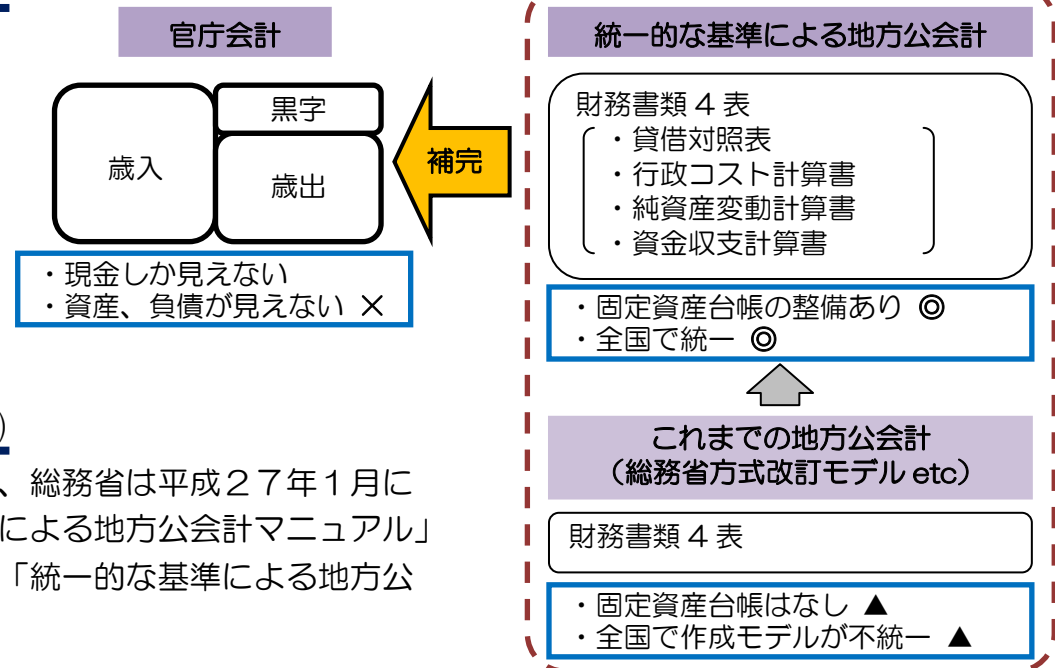 官庁会計
歳入
黒字
歳出
補完
・現金しか見えない
・資産、負債が見えない ×
統一的な基準による地方公会計
財務書類４表
・貸借対照表
・行政コスト計算書
・純資産変動計算書
・資金収支計算書
・固定資産台帳の整備あり ◎
・全国で統一 ◎
これまでの地方公会計
（総務省方式改訂モデル etc）
財務書類４表
・固定資産台帳はなし ▲
・全国で作成モデルが不統一 ▲
）
、総務省は平成２７年１月に
による地方公会計マニュアル」
「統一的な基準による地方公